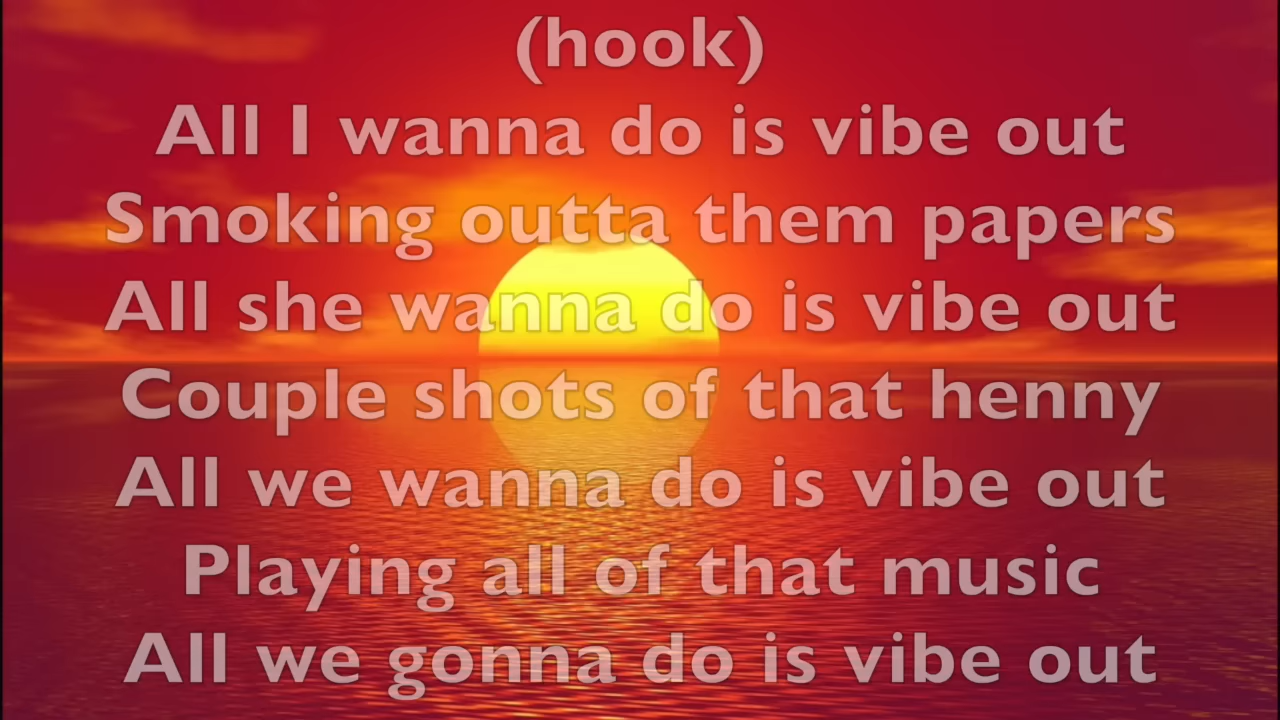 (hook)
All I wanna do is vibe out
Smoking outta them papers
All she wanna do is vibe out
Couple shots of that henny
All we wanna do is vibe out
Playing all of that music
All we gonna do is vibe out